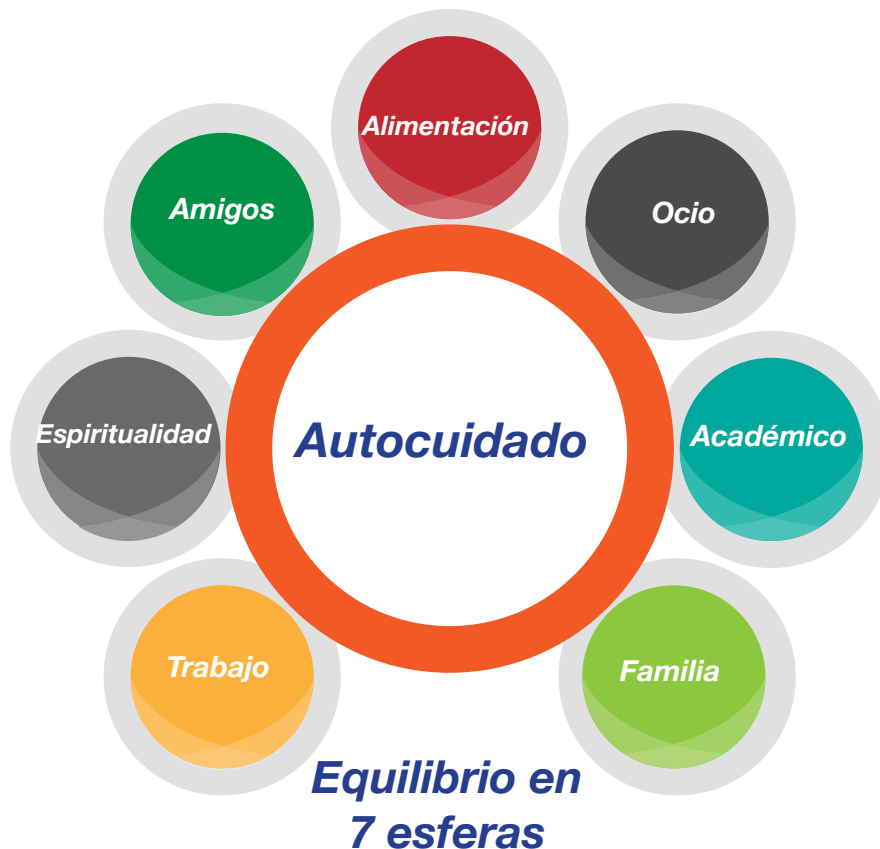 Alimentación
Amigos
Ocio
Espiritualidad
Autocuidado
Académico
Trabajo
Familia
Equilibrio en
7 esferas